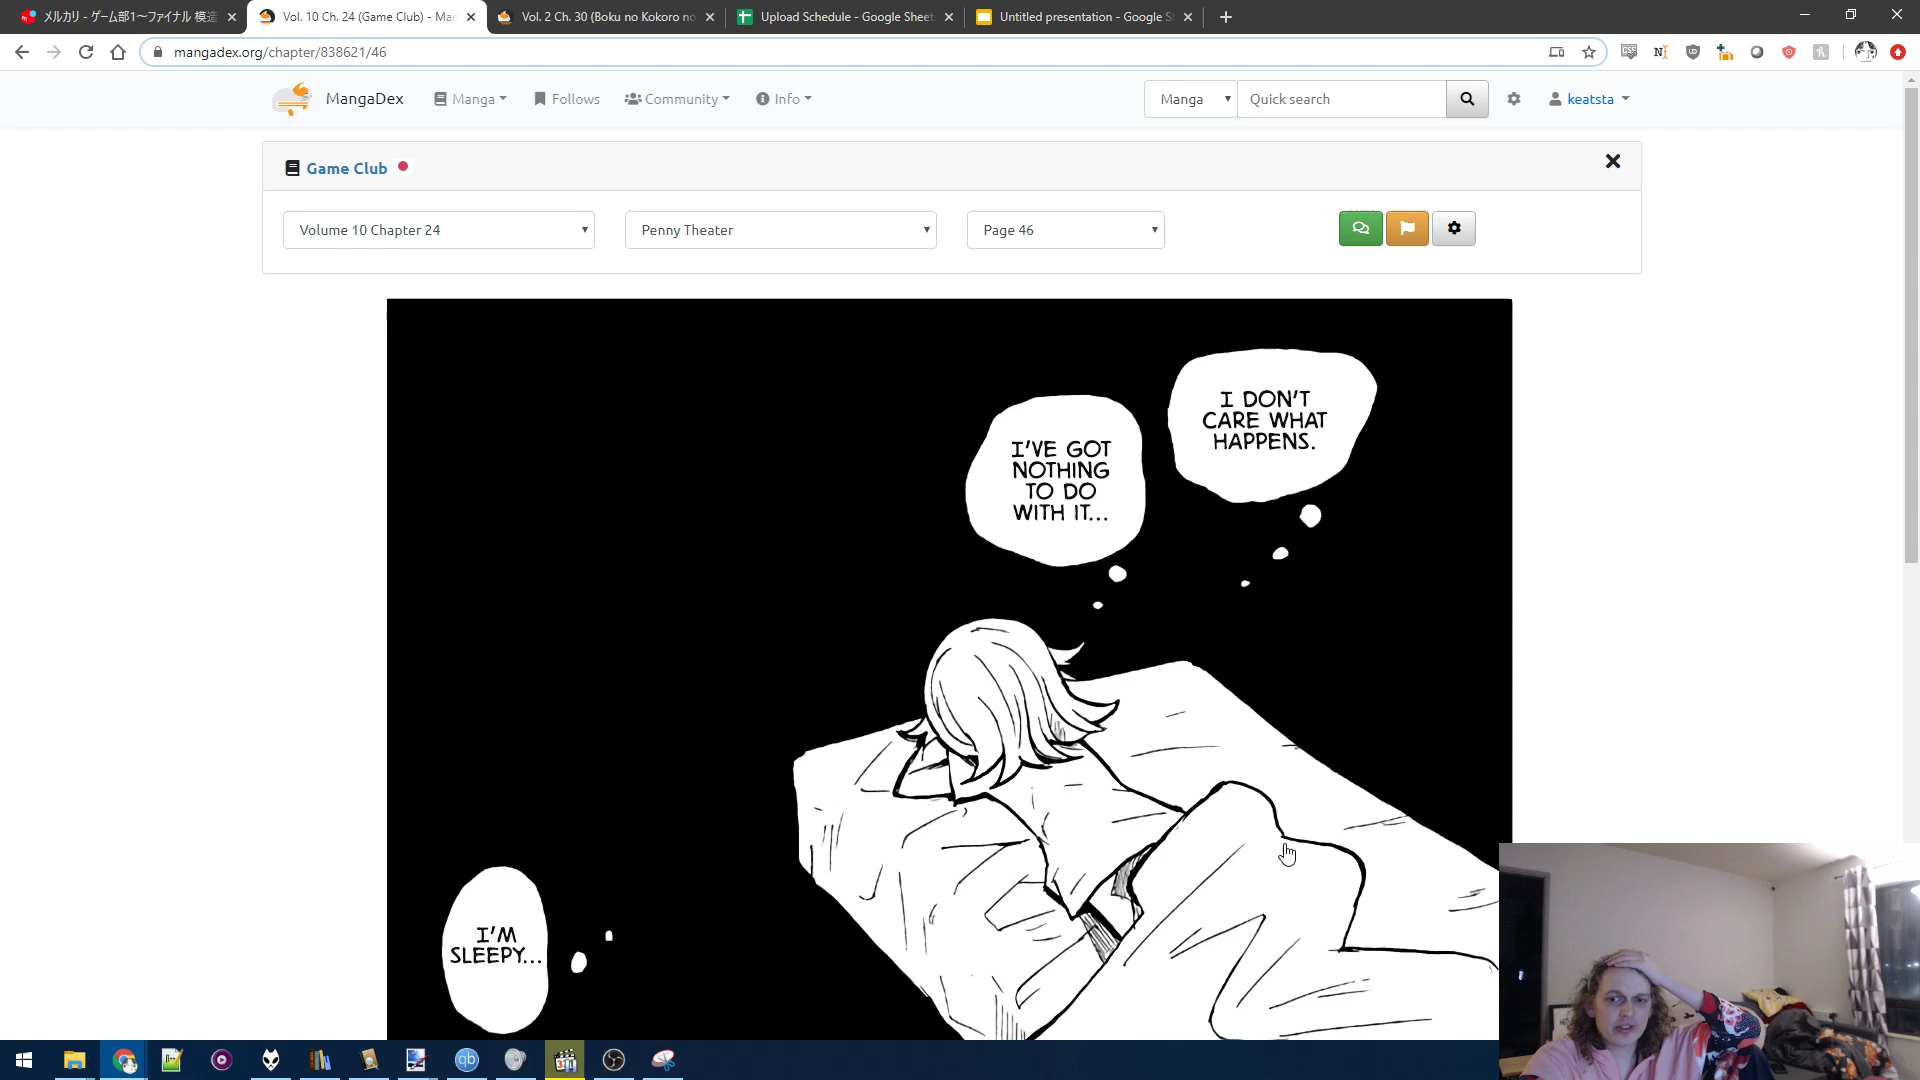 メルカリ - ゲーム部1〜ファイナル 模造
Vol. 10 Ch. 24 (Game Club) - Man
Vol. 2 Ch. 30 (Boku no Kokoro no
Upload Schedule - Google Sheets
Untitled presentation - Google Sl
mangadex.org/chapter/838621/46
MangaDex
Manga
Follows
Community
Info
Manga
Quick search
keatsta
Game Club
Volume 10 Chapter 24
Penny Theater
Page 46
I DON'T
CARE WHAT
HAPPENS.
I'VE GOT
NOTHING
TO DO
WITH IT...
I'M
SLEEPY...